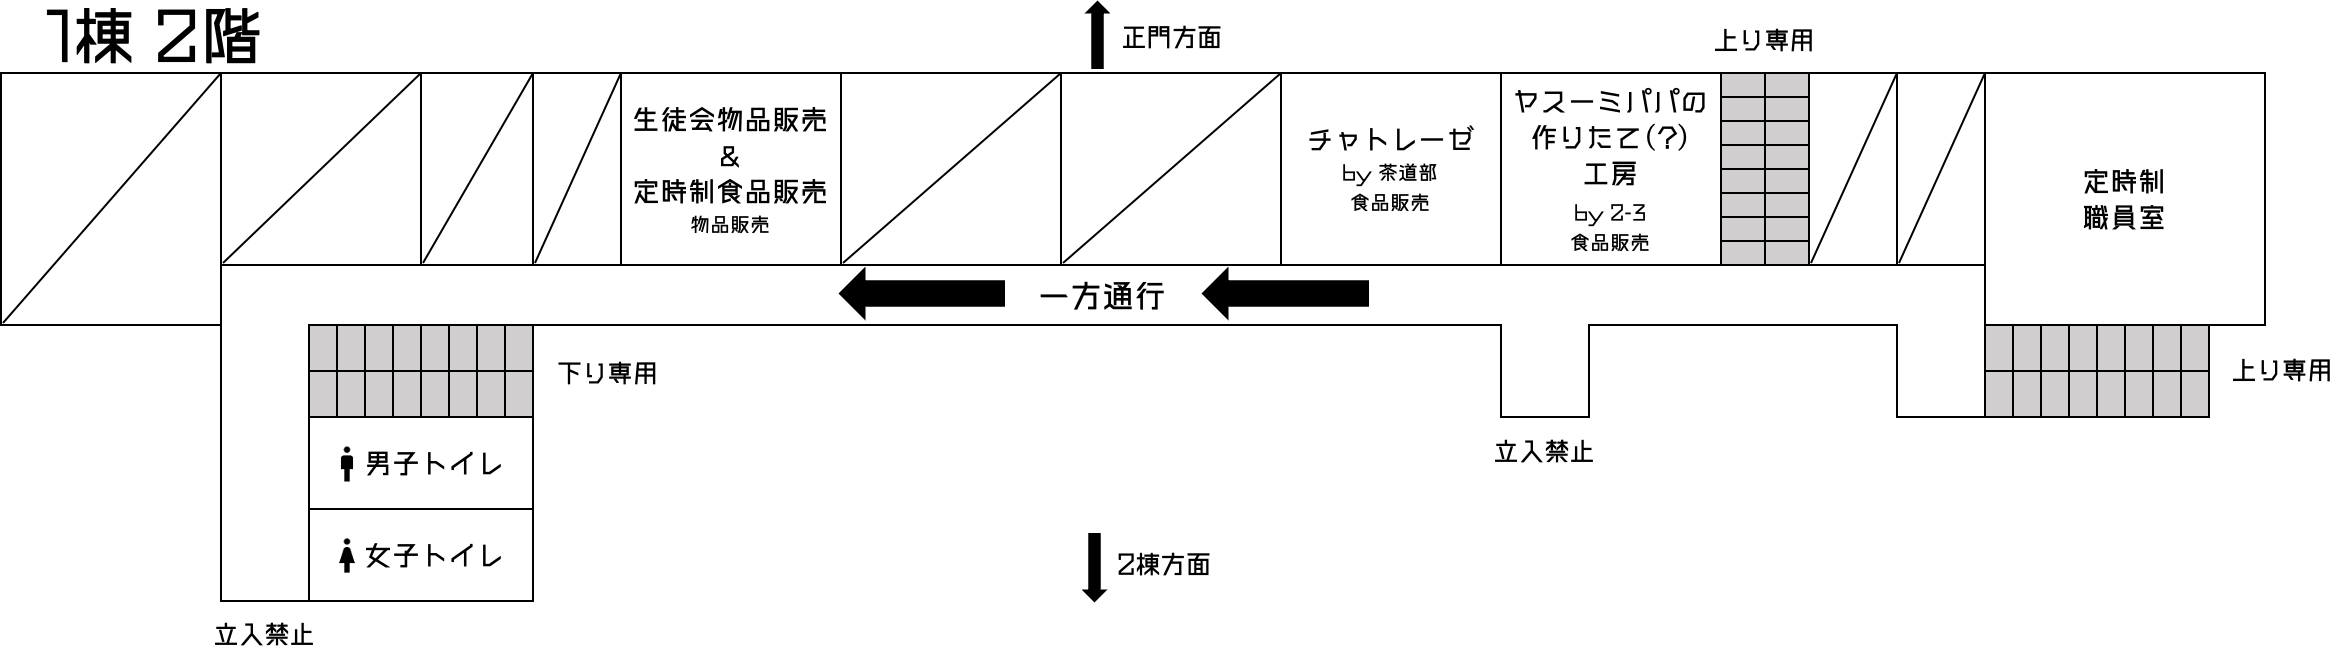 1棟 2階
正門方面
上り専用
生徒会物品販売
&
定時制食品販売
物品販売
チャトレーゼ
by 茶道部
食品販売
ヤスーミパパの
作りたて(?)
工房
by 2-3
食品販売
定時制
職員室
一方通行
下り専用
上り専用
男子トイレ
女子トイレ
立入禁止
2棟方面
立入禁止